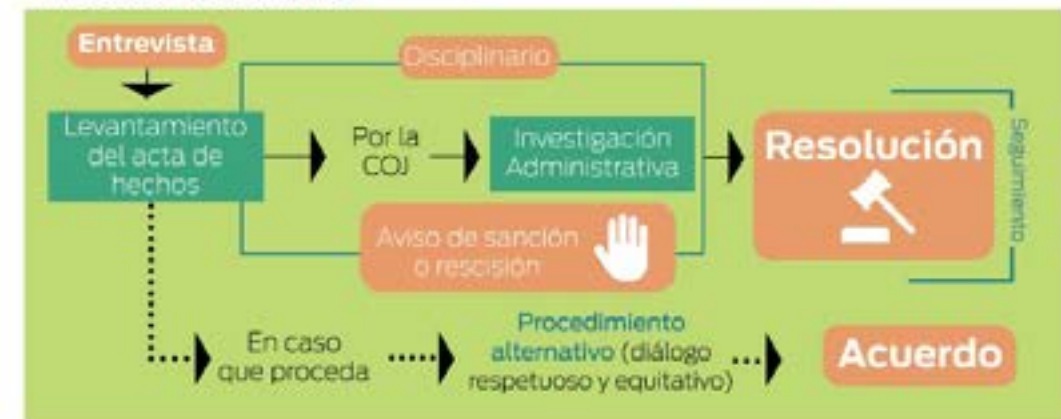 Entrevista
Disciplinario
Levantamiento
del acta de
hechos
Por la
COJ
Investigación
Administrativa
Resolución
Seguimiento
Aviso de sanción
o rescisión
En caso
que proceda
Procedimiento
alternativo (diálogo
respetuoso y equitativo)
Acuerdo